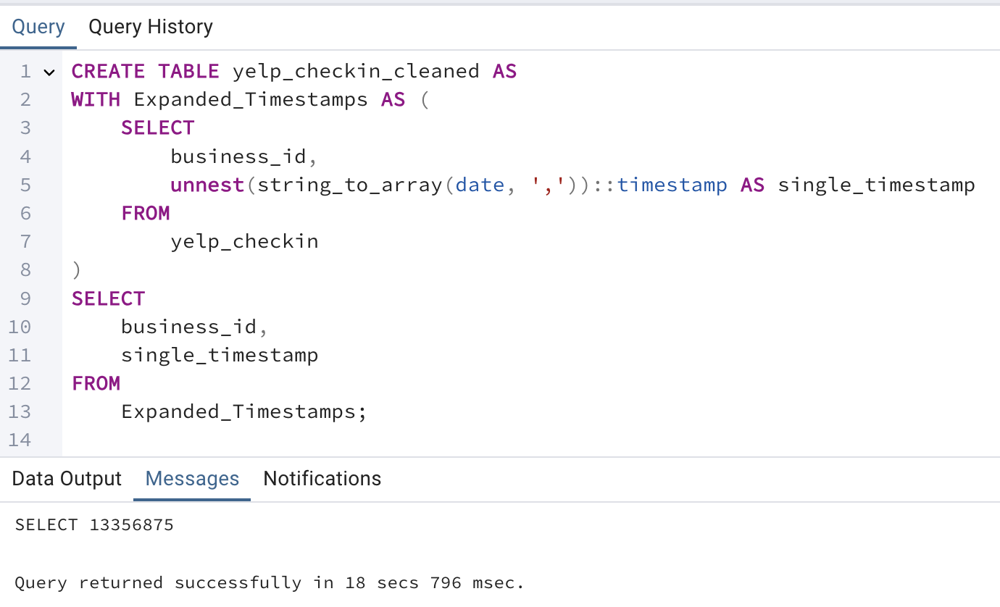 Query Query History
1 CREATE TABLE yelp_checkin_cleaned AS
2 WITH Expanded_Timestamps AS (
3     SELECT
4         business_id,
5         unnest(string_to_array(date, ','))::timestamp AS single_timestamp
6     FROM
7         yelp_checkin
8 )
9 SELECT
10     business_id,
11     single_timestamp
12 FROM
13     Expanded_Timestamps;
14
Data Output Messages Notifications
SELECT 13356875
Query returned successfully in 18 secs 796 msec.